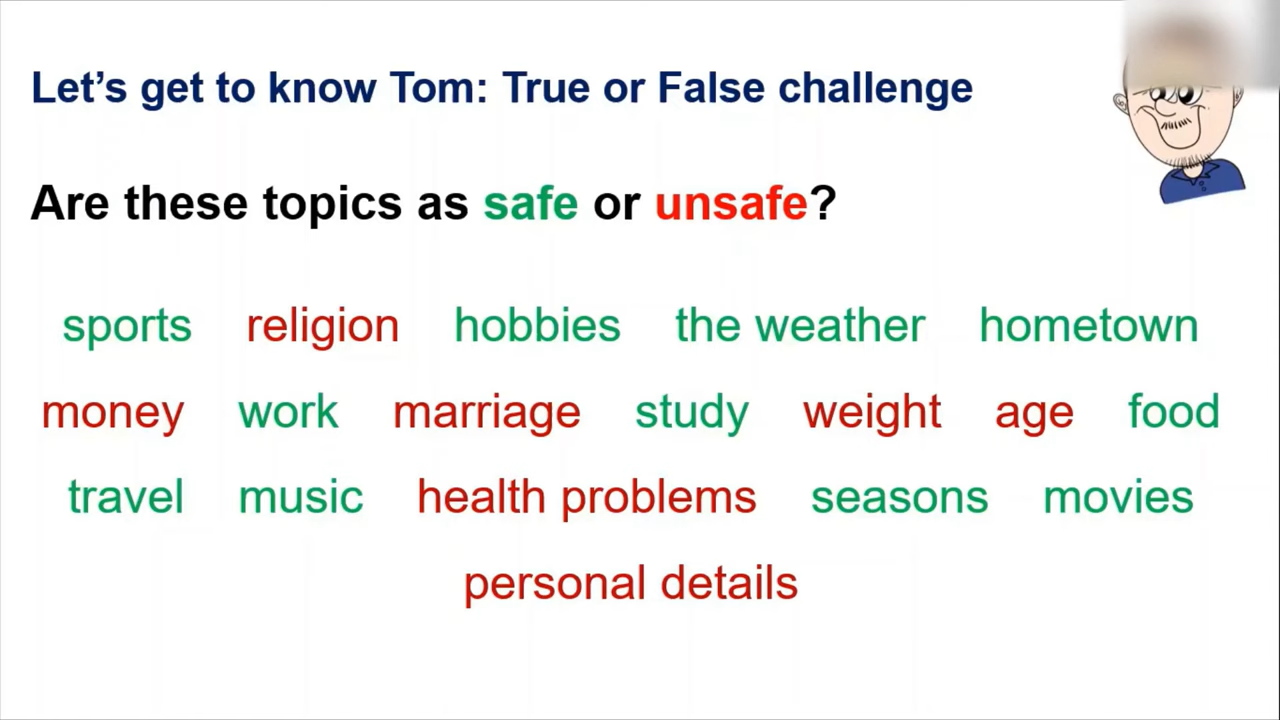 Let’s get to know Tom: True or False challenge
Are these topics as safe or unsafe?
sports religion hobbies the weather hometown
money work marriage study weight age food
travel music health problems seasons movies
personal details